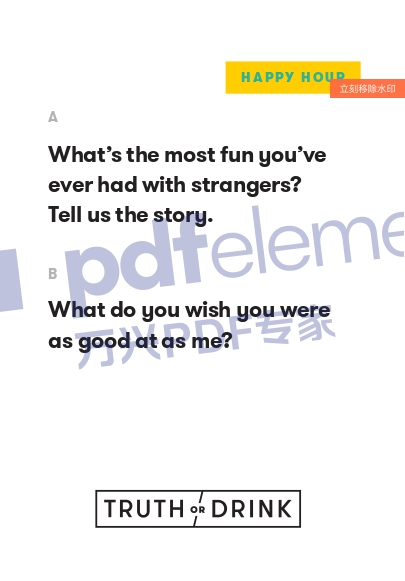 HAPPY HOUR
立刻移除水印
A
What's the most fun you've
ever had with strangers?
Tell us the story.
pdfelement
B
What do you wish you were
as good at as me?
万兴PDF专家
TRUTH OR DRINK